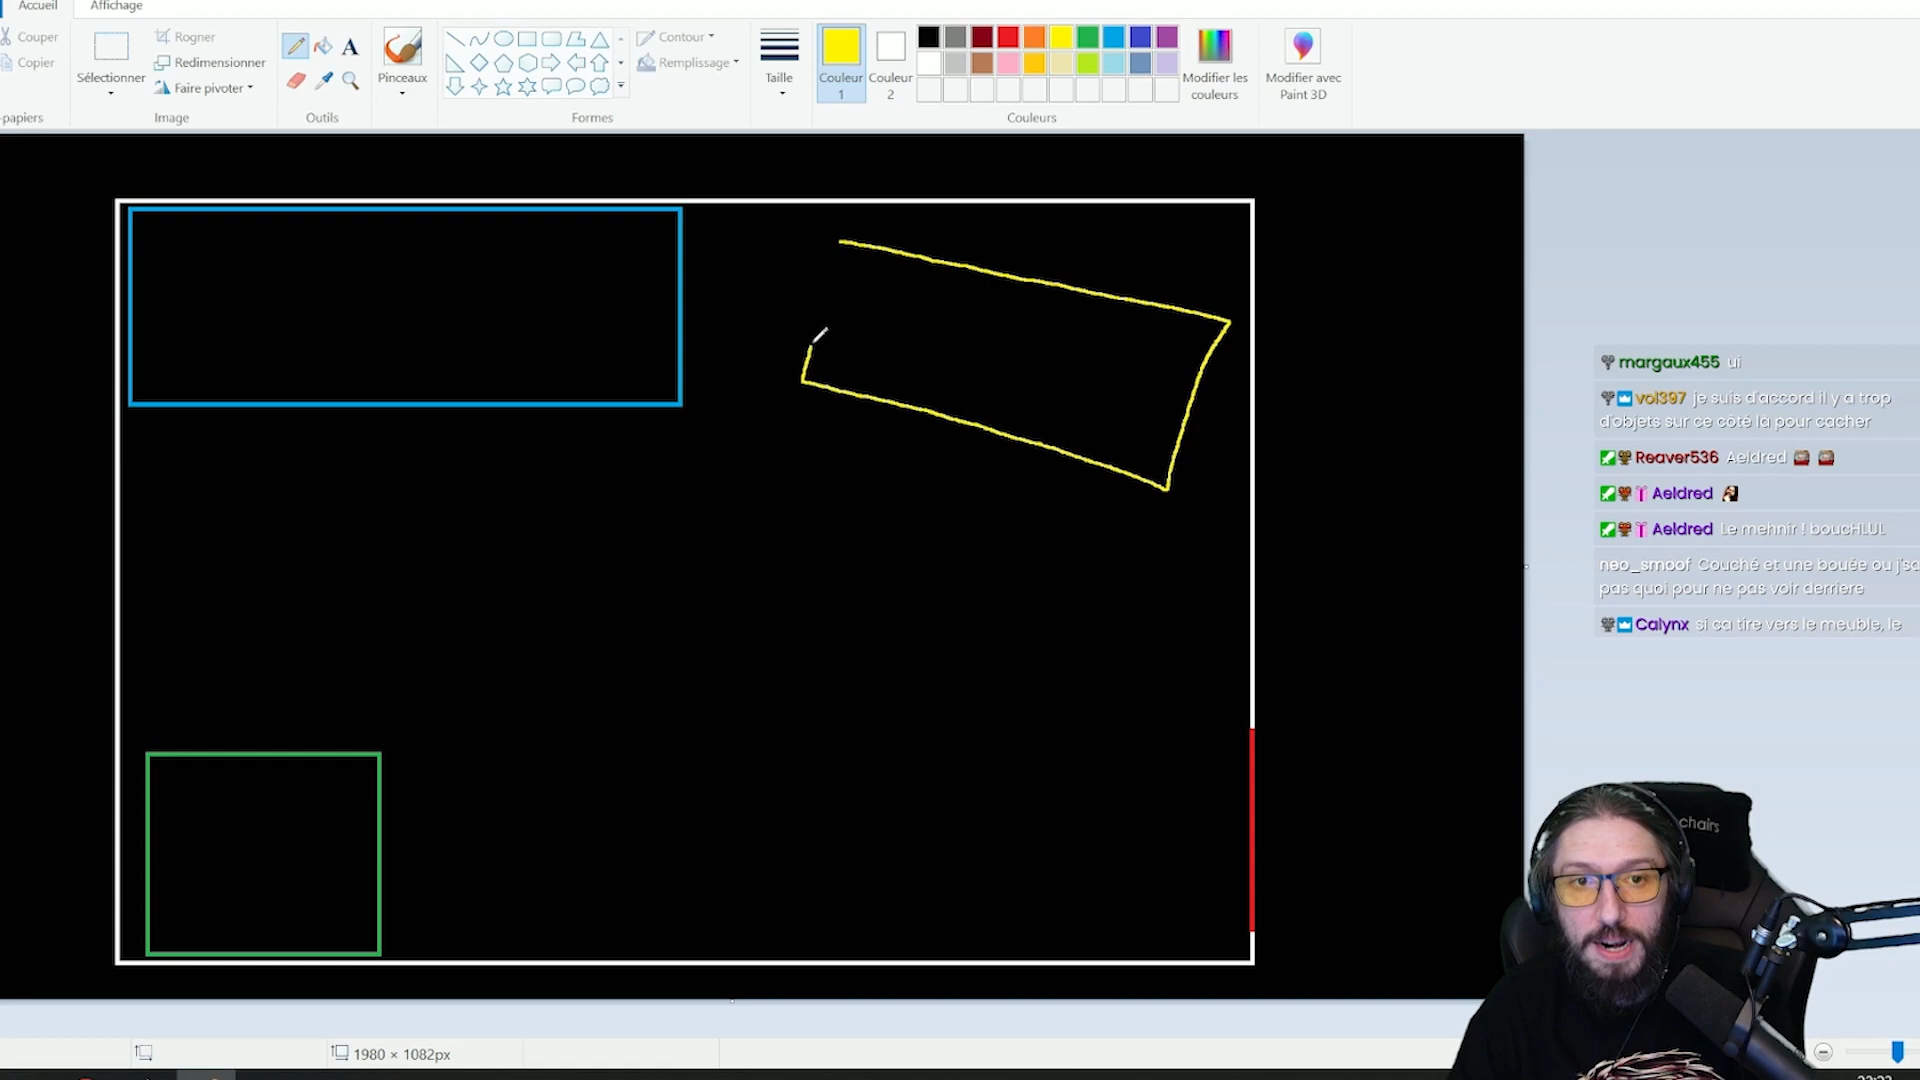 Accueil
Affichage
Couper
Copier
-papiers
Sélectionner
Rogner
Redimensionner
Faire pivoter
Image
A
Outils
Pinceaux
Formes
Contour
Remplissage
Taille
Couleur
1
Couleur
2
Modifier les
couleurs
Couleurs
Modifier avec
Paint 3D
margaux455 ui
vol397 je suis d'accord il y a trop
d'objets sur ce côté là pour cacher
Reaver536 Aeldred
Aeldred
Aeldred Le mehnir ! boucHLUL
neo_smoof Couché et une bouée ou j'sa
pas quoi pour ne pas voir derriere
Calynx si ca tire vers le meuble, le
chairs
1980 × 1082px